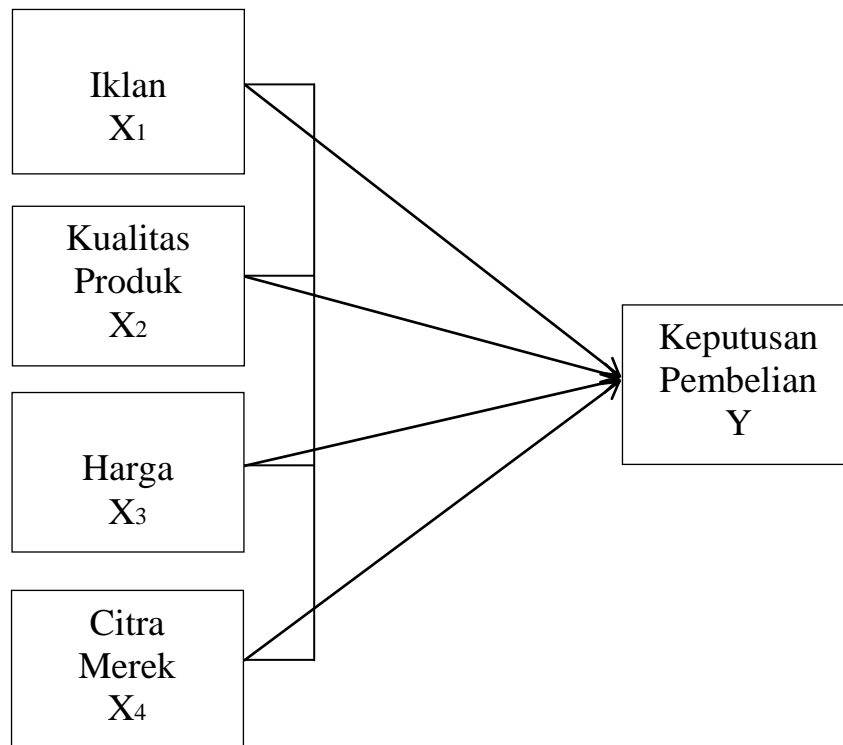 Iklan
X1
Kualitas
Produk
X2
Harga
X3
Citra
Merek
X4
Keputusan
Pembelian
Y